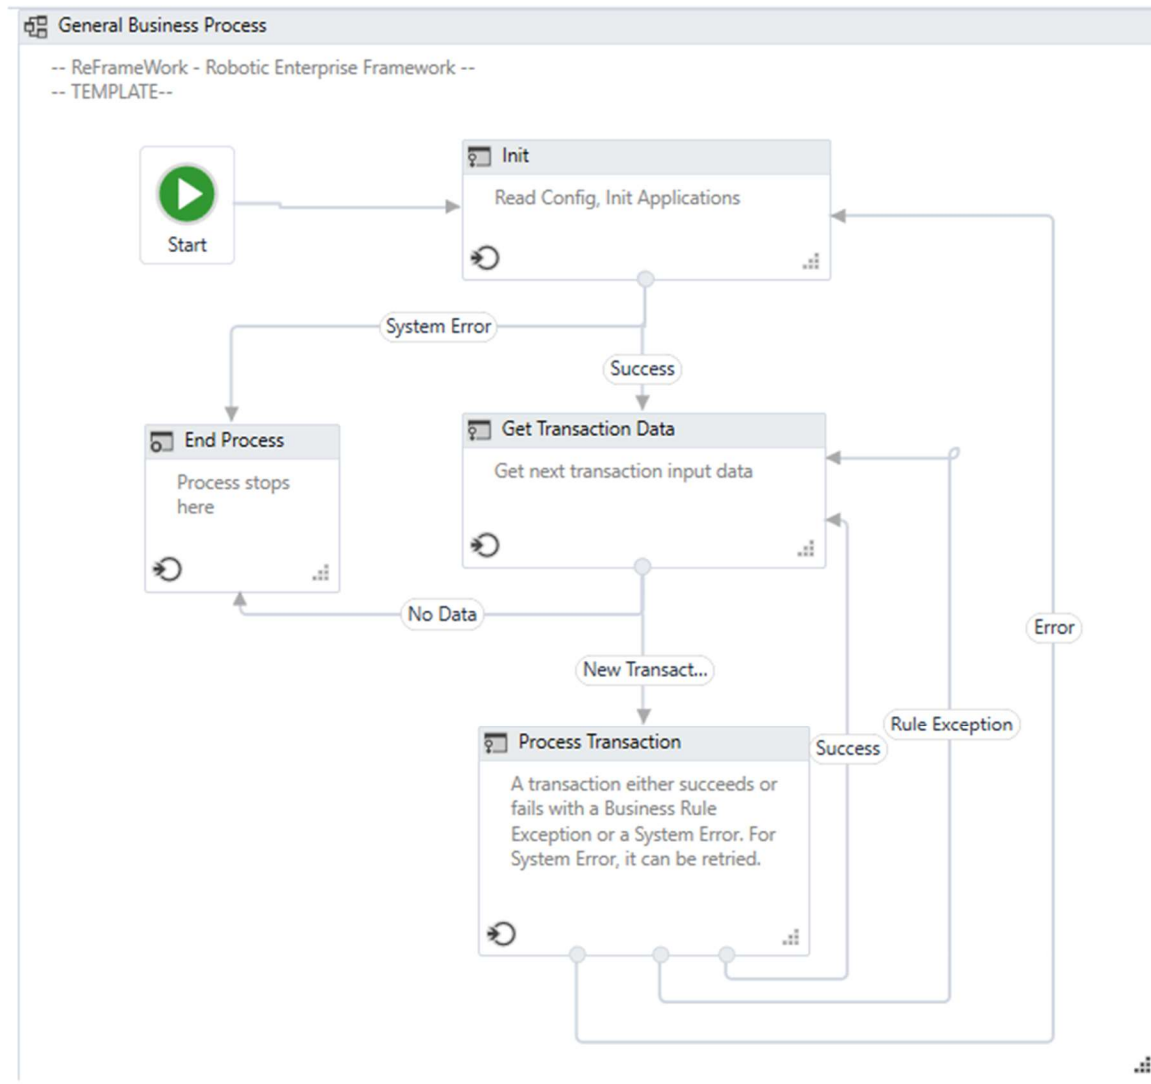 General Business Process
-- ReFrameWork - Robotic Enterprise Framework --
-- TEMPLATE--
Start
Init
Read Config, Init Applications
System Error
Success
End Process
Process stops
here
Get Transaction Data
Get next transaction input data
No Data
Error
New Transact...
Rule Exception
Success
Process Transaction
A transaction either succeeds or
fails with a Business Rule
Exception or a System Error. For
System Error, it can be retried.